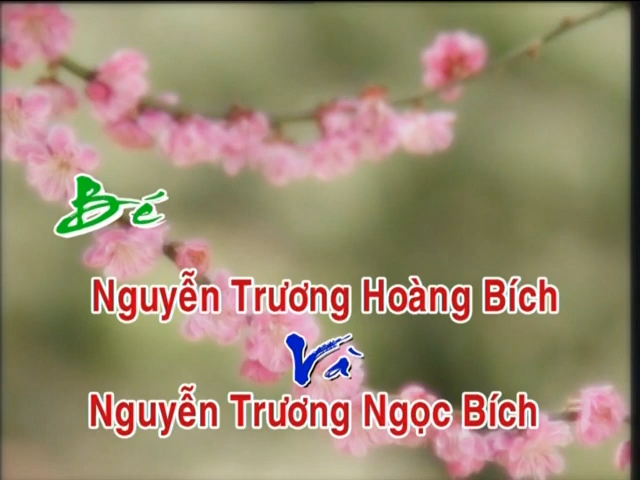 Bé
Nguyễn Trương Hoàng Bích
Và
Nguyễn Trương Ngọc Bích